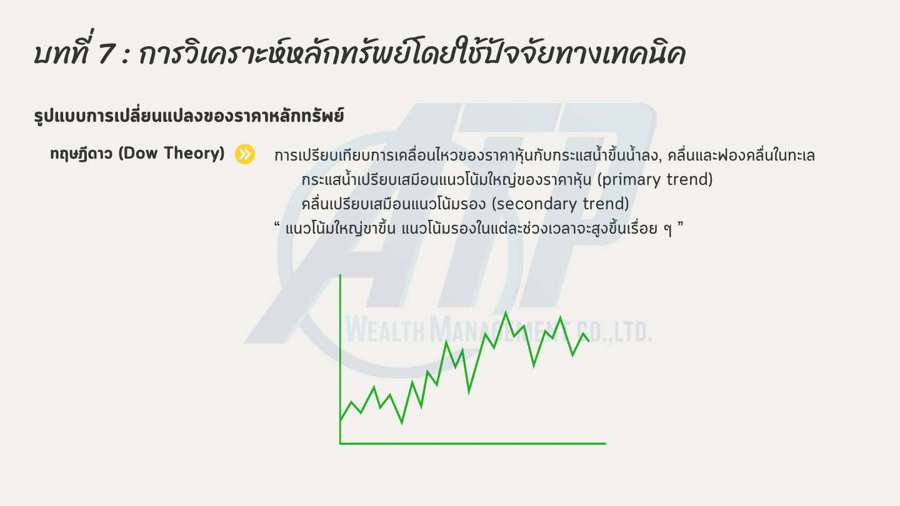 บทที่ 7 : การวิเคราะห์หลักทรัพย์โดยใช้ปัจจัยทางเทคนิค
รูปแบบการเปลี่ยนแปลงของราคาหลักทรัพย์
ทฤษฎีดาว (Dow Theory)
การเปรียบเทียบการเคลื่อนไหวของราคาหุ้นกับกระแสน้ำขึ้นน้ำลง, คลื่นและฟองคลื่นในทะเล
กระแสน้ำเปรียบเสมือนแนวโน้มใหญ่ของราคาหุ้น (primary trend)
คลื่นเปรียบเสมือนแนวโน้มรอง (secondary trend)
“ แนวโน้มใหญ่ขาขึ้น แนวโน้มรองในแต่ละช่วงเวลาจะสูงขึ้นเรื่อย ๆ ”
ATP
WEALTH MANAGEMENT CO.,LTD.